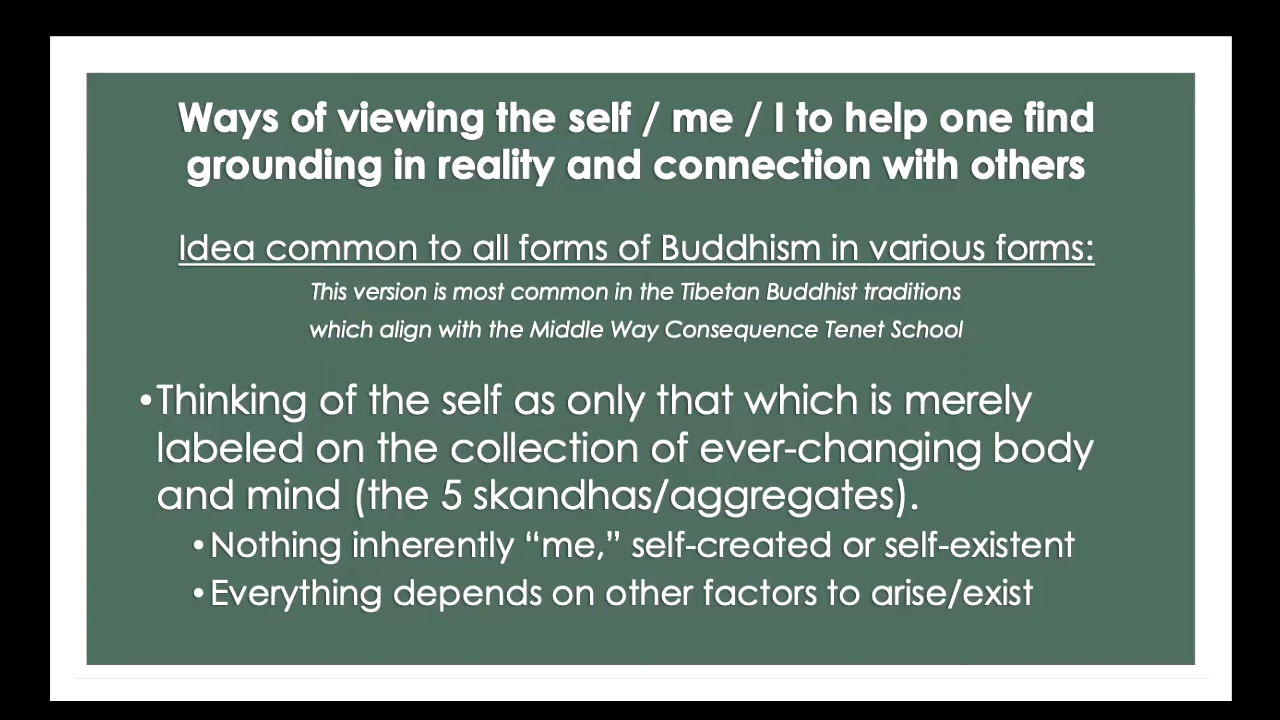 Ways of viewing the self / me / I to help one find
grounding in reality and connection with others
Idea common to all forms of Buddhism in various forms:
This version is most common in the Tibetan Buddhist traditions
which align with the Middle Way Consequence Tenet School
•Thinking of the self as only that which is merely
labeled on the collection of ever-changing body
and mind (the 5 skandhas/aggregates).
•Nothing inherently “me,” self-created or self-existent
•Everything depends on other factors to arise/exist